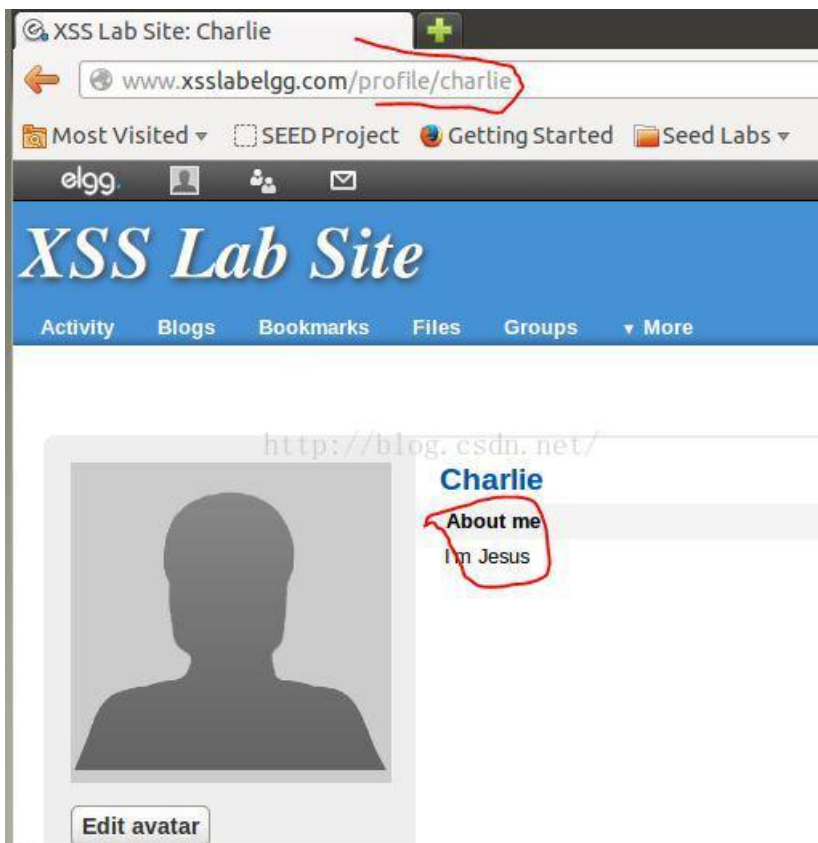 XSS Lab Site: Charlie
www.xsslabelgg.com/profile/charlie
Most Visited SEED Project Getting Started Seed Labs
elgg.
XSS Lab Site
Activity Blogs Bookmarks Files Groups More
http://blog.csdn.net/
Charlie
About me
I'm Jesus
Edit avatar